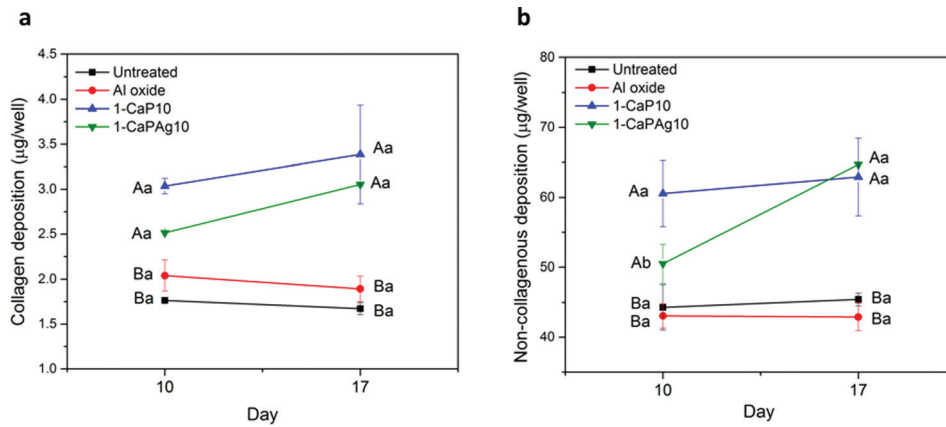 a
4.5
4.0
3.5
3.0
2.5
2.0
1.5
1.0
Collagen deposition (μg/well)
Untreated
Al oxide
1-CaP10
1-CaPAg10
Aa
Aa
Aa
Aa
Ba
Ba
Ba
Ba
10
17
Day
b
80
70
60
50
40
Non-collagenous deposition (μg/well)
Untreated
Al oxide
1-CaP10
1-CaPAg10
Aa
Aa
Aa
Ab
Ba
Ba
Ba
Ba
10
17
Day